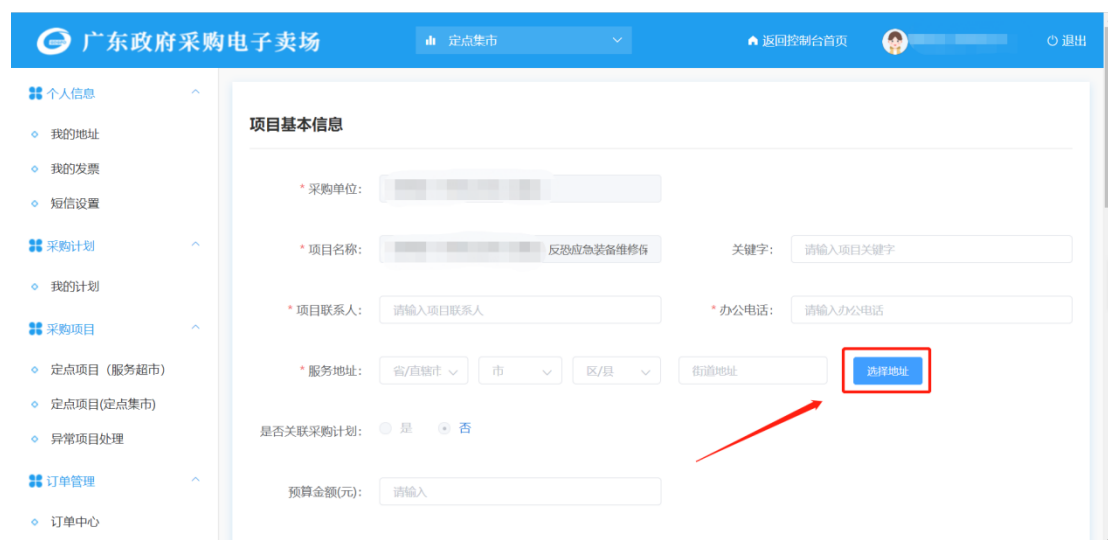 广东政府采购电子卖场
定点集市
返回控制台首页
退出
个人信息
我的地址
我的发票
短信设置
采购计划
我的计划
采购项目
定点项目（服务超市）
定点项目(定点集市)
异常项目处理
订单管理
订单中心
项目基本信息
* 采购单位：
* 项目名称： 反恐应急装备维修保
关键字： 请输入项目关键字
* 项目联系人： 请输入项目联系人
* 办公电话： 请输入办公电话
* 服务地址： 省/直辖市 市 区/县 街道地址 选择地址
是否关联采购计划： 是 否
预算金额(元)： 请输入